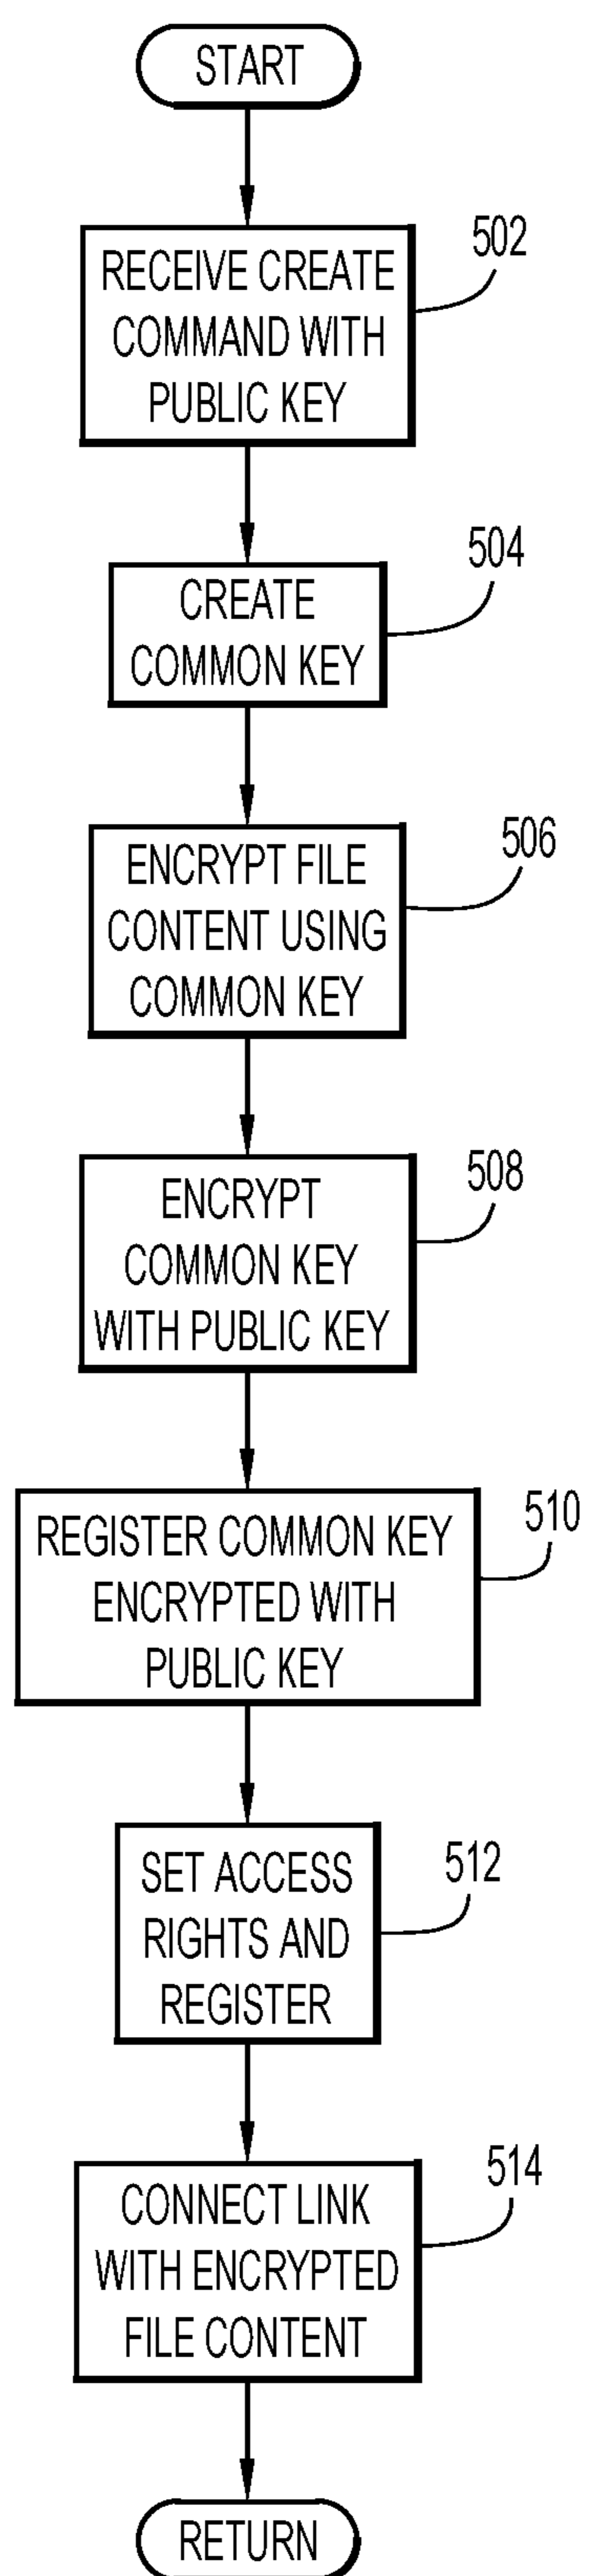 START
502
RECEIVE CREATE
COMMAND WITH
PUBLIC KEY
504
CREATE
COMMON KEY
506
ENCRYPT FILE
CONTENT USING
COMMON KEY
508
ENCRYPT
COMMON KEY
WITH PUBLIC KEY
510
REGISTER COMMON KEY
ENCRYPTED WITH
PUBLIC KEY
512
SET ACCESS
RIGHTS AND
REGISTER
514
CONNECT LINK
WITH ENCRYPTED
FILE CONTENT
RETURN